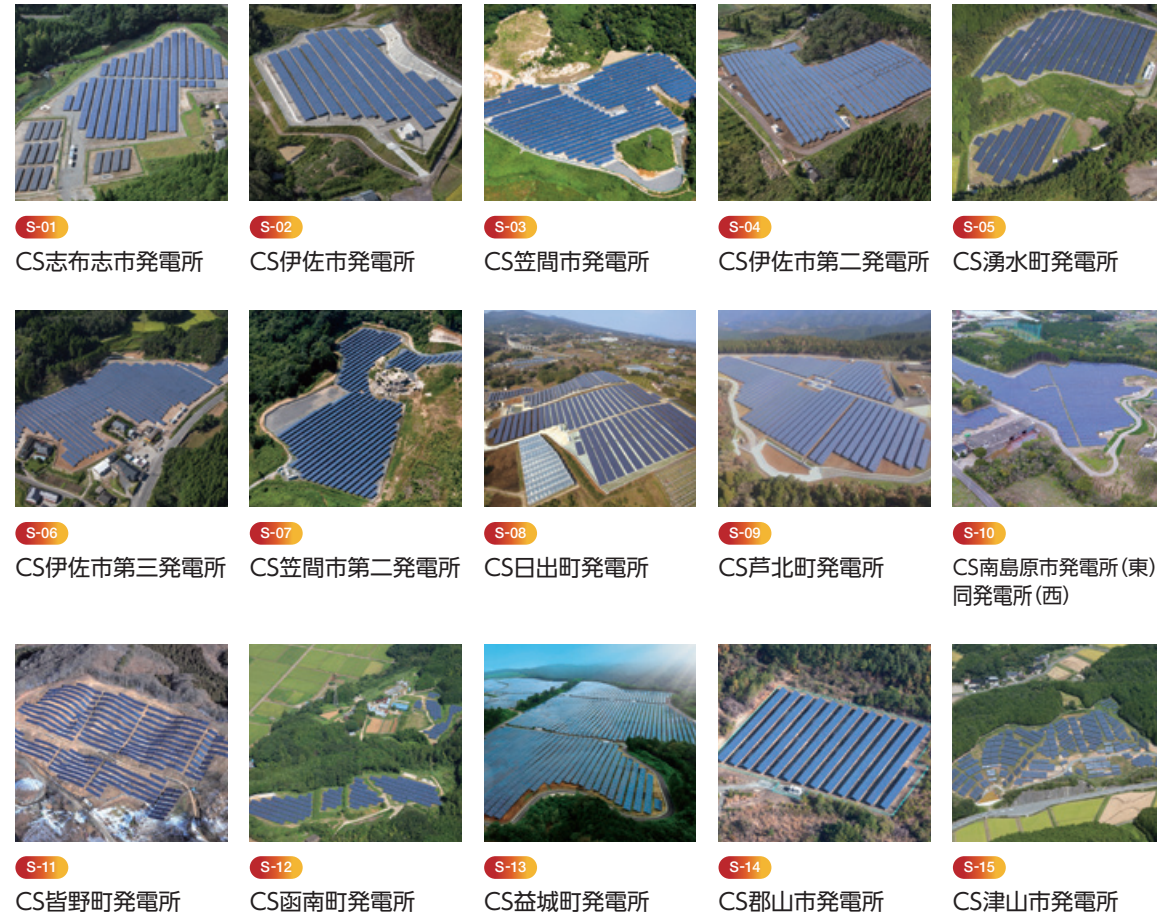 S-01
CS志布志市発電所
S-02
CS伊佐市発電所
S-03
CS笠間市発電所
S-04
CS伊佐市第二発電所
S-05
CS湧水町発電所
S-06
CS伊佐市第三発電所
S-07
CS笠間市第二発電所
S-08
CS日出町発電所
S-09
CS芦北町発電所
S-10
CS南島原市発電所(東)
同発電所(西)
S-11
CS皆野町発電所
S-12
CS函南町発電所
S-13
CS益城町発電所
S-14
CS郡山市発電所
S-15
CS津山市発電所